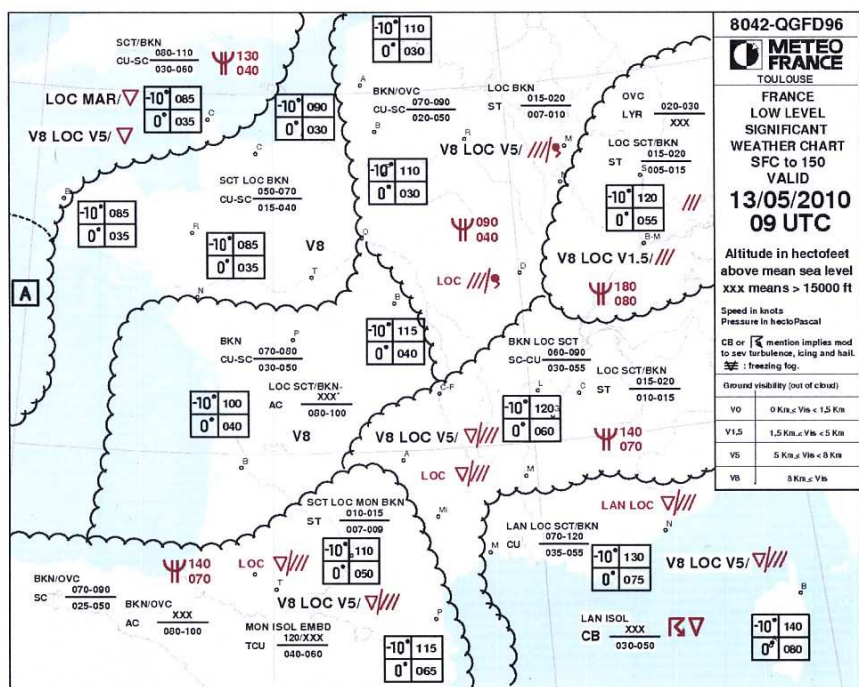 8042-QGFD96
METEO
FRANCE
TOULOUSE
FRANCE
LOW LEVEL
SIGNIFICANT
WEATHER CHART
SFC to 150
VALID
13/05/2010
09 UTC
Altitude in hectofeet
above mean sea level
xxx means > 15000 ft
Speed in knots
Pressure in hectoPascal
CB or mention implies mod
to sev turbulence, icing and hail.
: freezing fog.
Ground visibility (out of cloud)
V0 0 Km ≤ Vis < 1,5 Km
V1,5 1,5 Km ≤ Vis < 5 Km
V5 5 Km ≤ Vis < 8 Km
V8 8 Km ≤ Vis
SCT/BKN
CU-SC 080-110
030-060
130
040
LOC MAR/
V8 LOC V5/
-10° 085
0° 035
C
-10° 090
0° 030
-10° 110
0° 030
A
BKN/OVC
CU-SC 070-090
020-050
B
LOC BKN
ST 015-020
007-010
R
V8 LOC V5/
M
OVC
LYR 020-030
XXX
LOC SCT/BKN
ST 015-020
005-015
S
-10° 120
0° 055
B-M
V8 LOC V1.5/
180
080
C
SCT LOC BKN
CU-SC 050-070
015-040
B
-10° 085
0° 035
R
-10° 085
0° 035
V8
T
N
A
-10° 110
0° 030
090
040
O
LOC
D
B
-10° 115
0° 040
P
BKN
CU-SC 070-080
030-050
LOC SCT/BKN-
AC XXX
080-100
-10° 100
0° 040
V8
B
BKN LOC SCT
SC-CU 060-090
030-055
LOC SCT/BKN
ST 015-020
010-015
C-F
L
C
-10° 120
0° 060
G
140
070
V8 LOC V5/
A
LOC
M
SCT LOC MON BKN
ST 010-015
007-009
MI
-10° 110
0° 050
LOC
T
V8 LOC V5/
P
140
070
BKN/OVC
SC 070-090
025-050
BKN/OVC
AC XXX
080-100
MON ISOL EMBD
TCU 120/XXX
040-060
-10° 115
0° 065
LAN LOC
N
M
LAN LOC SCT/BKN
CU 070-120
035-055
-10° 130
0° 075
V8 LOC V5/
B
LAN ISOL
CB XXX
030-050
-10° 140
0° 080